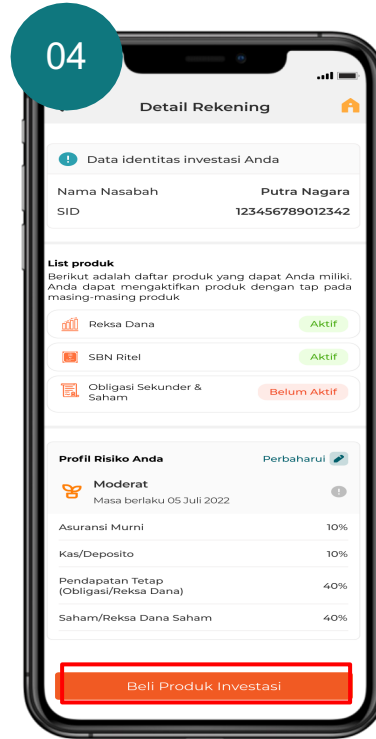 04
Detail Rekening
Data identitas investasi Anda
Nama Nasabah Putra Nagara
SID 123456789012342
List produk
Berikut adalah daftar produk yang dapat Anda miliki.
Anda dapat mengaktifkan produk dengan tap pada
masing-masing produk
Reksa Dana Aktif
SBN Ritel Aktif
Obligasi Sekunder &
Saham Belum Aktif
Profil Risiko Anda Perbaharui
Moderat
Masa berlaku 05 Juli 2022
Asuransi Murni 10%
Kas/Deposito 10%
Pendapatan Tetap
(Obligasi/Reksa Dana) 40%
Saham/Reksa Dana Saham 40%
Beli Produk Investasi